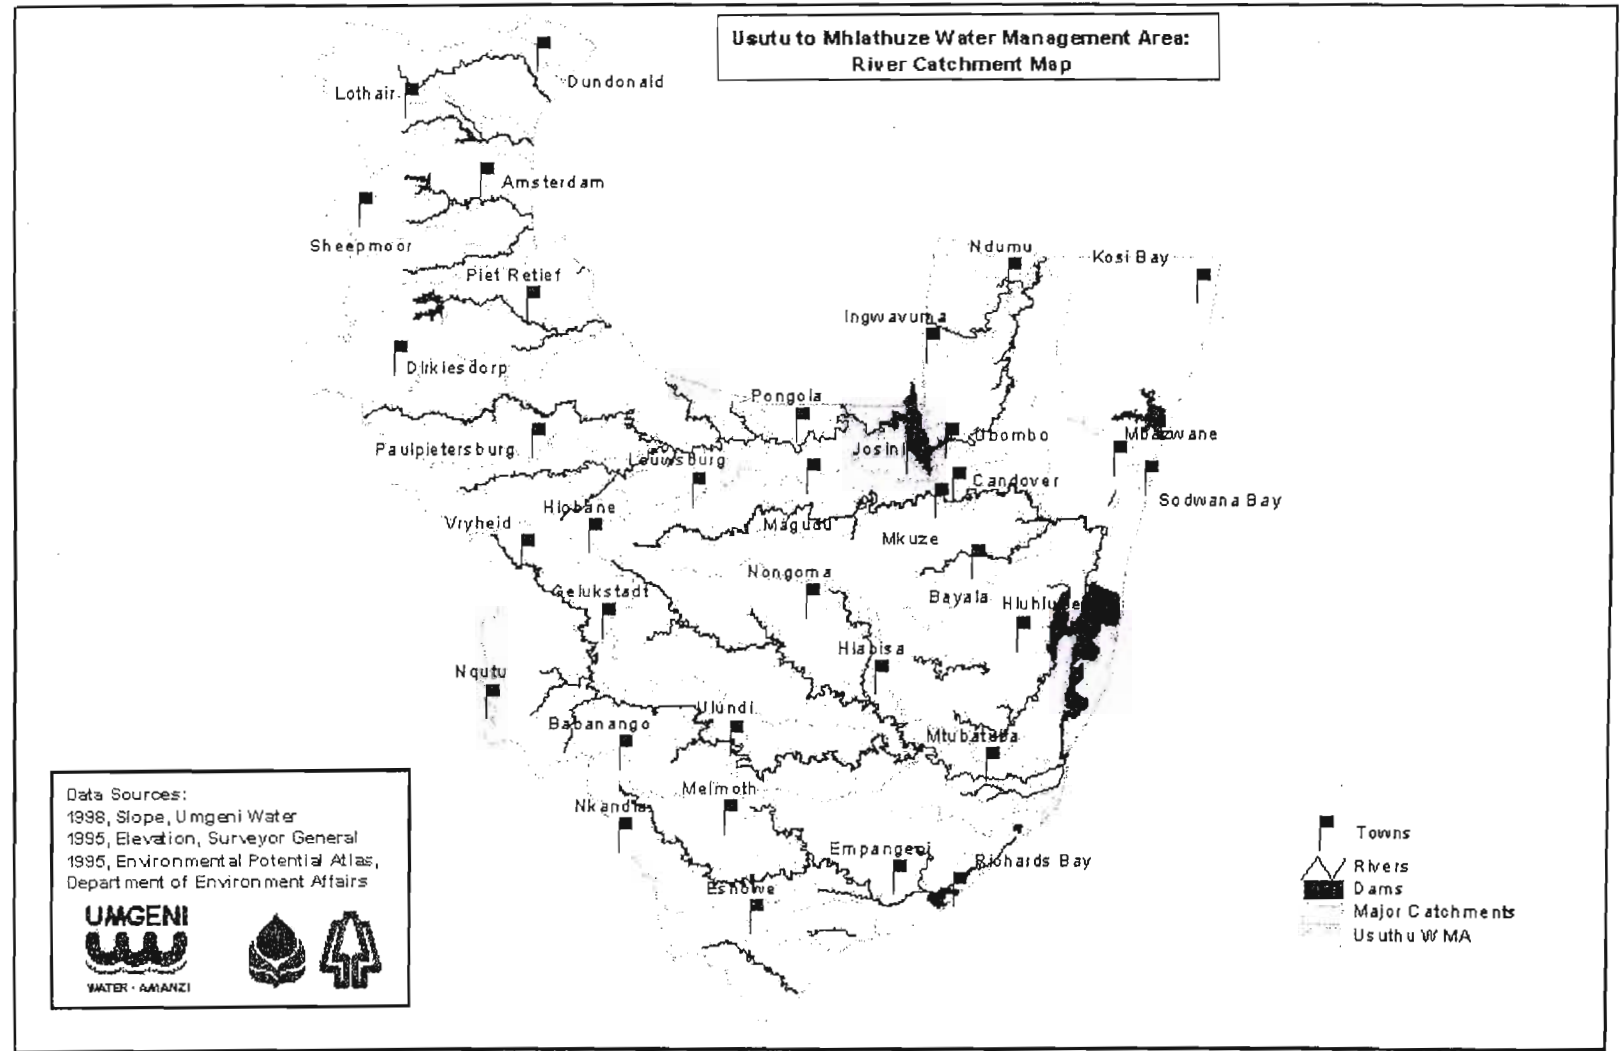 Usutu to Mhlathuze Water Management Area:
River Catchment Map
Dundonald
Lothair
Amsterdam
Sheepmoor
Piet Retief
Dirkiesdorp
Ndumu
Kosi Bay
Ingwavuma
Pongola
Paulpietersburg
Louwsburg
Josini
Ubombo
Mbazwane
Candover
Sodwana Bay
Hlobane
Vryheid
Magudu
Mkuze
Nongoma
Bayala
Hluhluwe
Gelukstadt
Hlabisa
Nqutu
Babanango
Ulundi
Mtubatuba
Melmoth
Nkandla
Empangeni
Richards Bay
Eshowe
Data Sources:
1998, Slope, Umgeni Water
1995, Elevation, Surveyor General
1995, Environmental Potential Atlas,
Department of Environment Affairs
UMGENI
WATER · AMANZI
Towns
Rivers
Dams
Major Catchments
Usuthu WMA